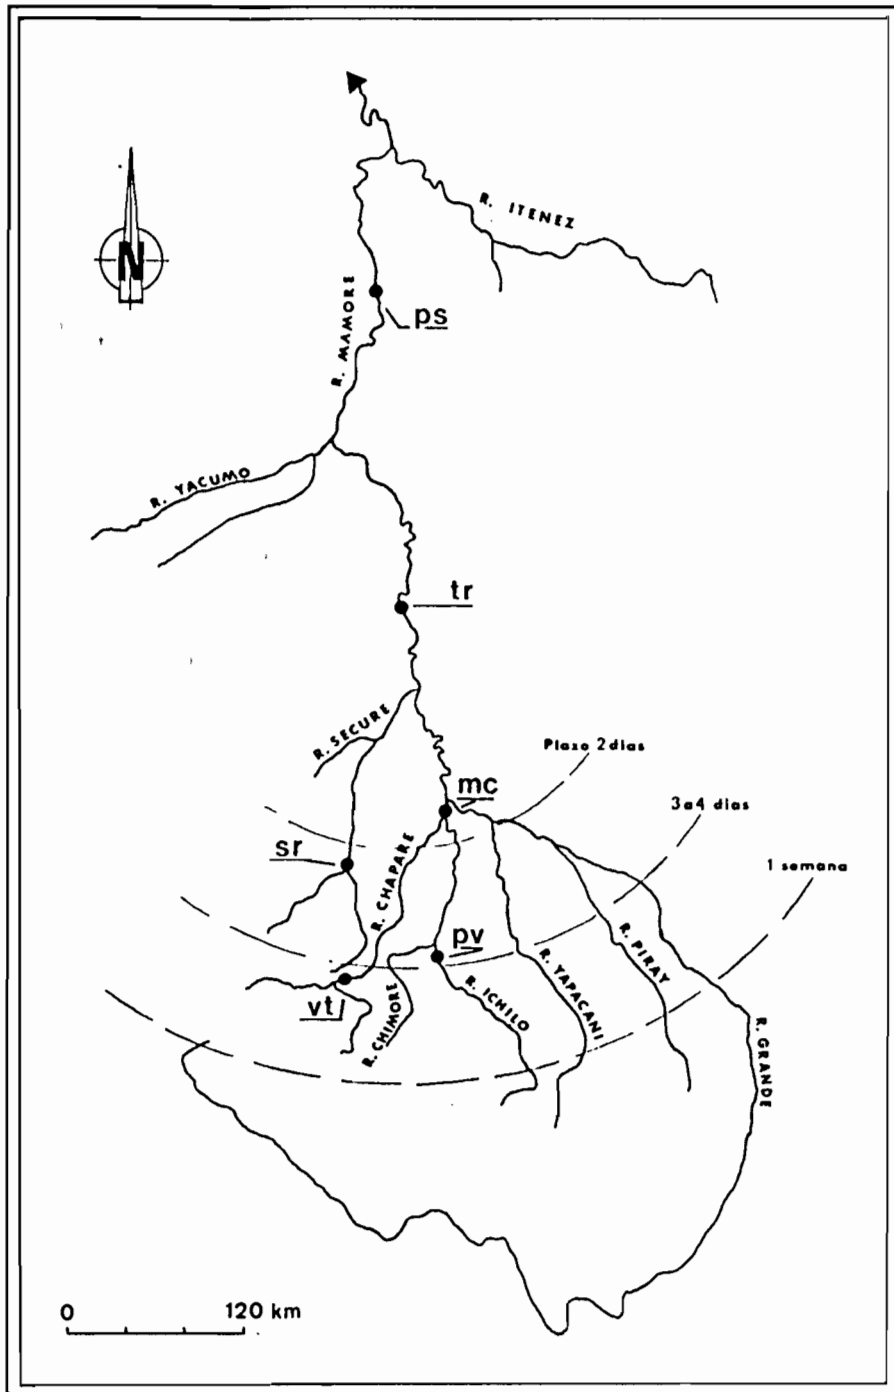 R. ITENEZ
N
ps
R. MAMORE
R. YACUMO
tr
R. SECURE
Plazo 2 dias
mc
3 a 4 dias
sr
R. CHAPARE
1 semana
pv
R. PIRAY
vt
R. CHIMORE
R. ICHILO
R. YAPACANI
R. GRANDE
0 120 km